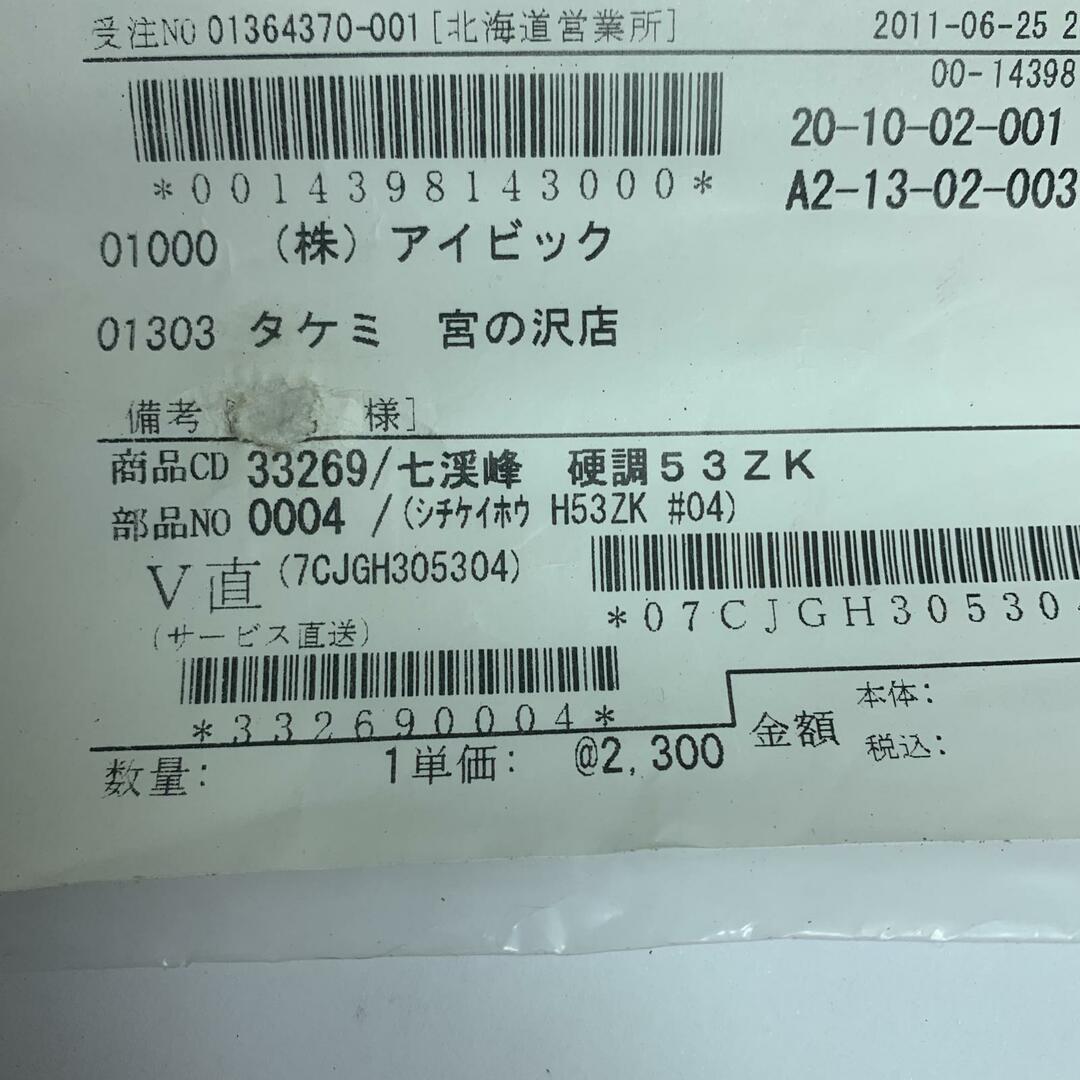 受注NO 01364370-001 [北海道営業所] 2011-06-25 2
00-14398
20-10-02-001
*0014398143000*
A2-13-02-003
01000 (株)アイビック
01303 タケミ 宮の沢店
備考 [ 様]
商品CD 33269/七渓峰 硬調53ZK
部品NO 0004 /(シチケイホウ H53ZK #04)
V直 (7CJGH305304)
*07CJGH30530
(サービス直送)
*332690004*
本体:
金額
税込:
数量: 1単価: @2,300